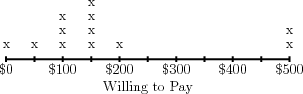 x
x x
x x x x
x x x x x x
$0 $100 $200 $300 $400 $500
Willing to Pay